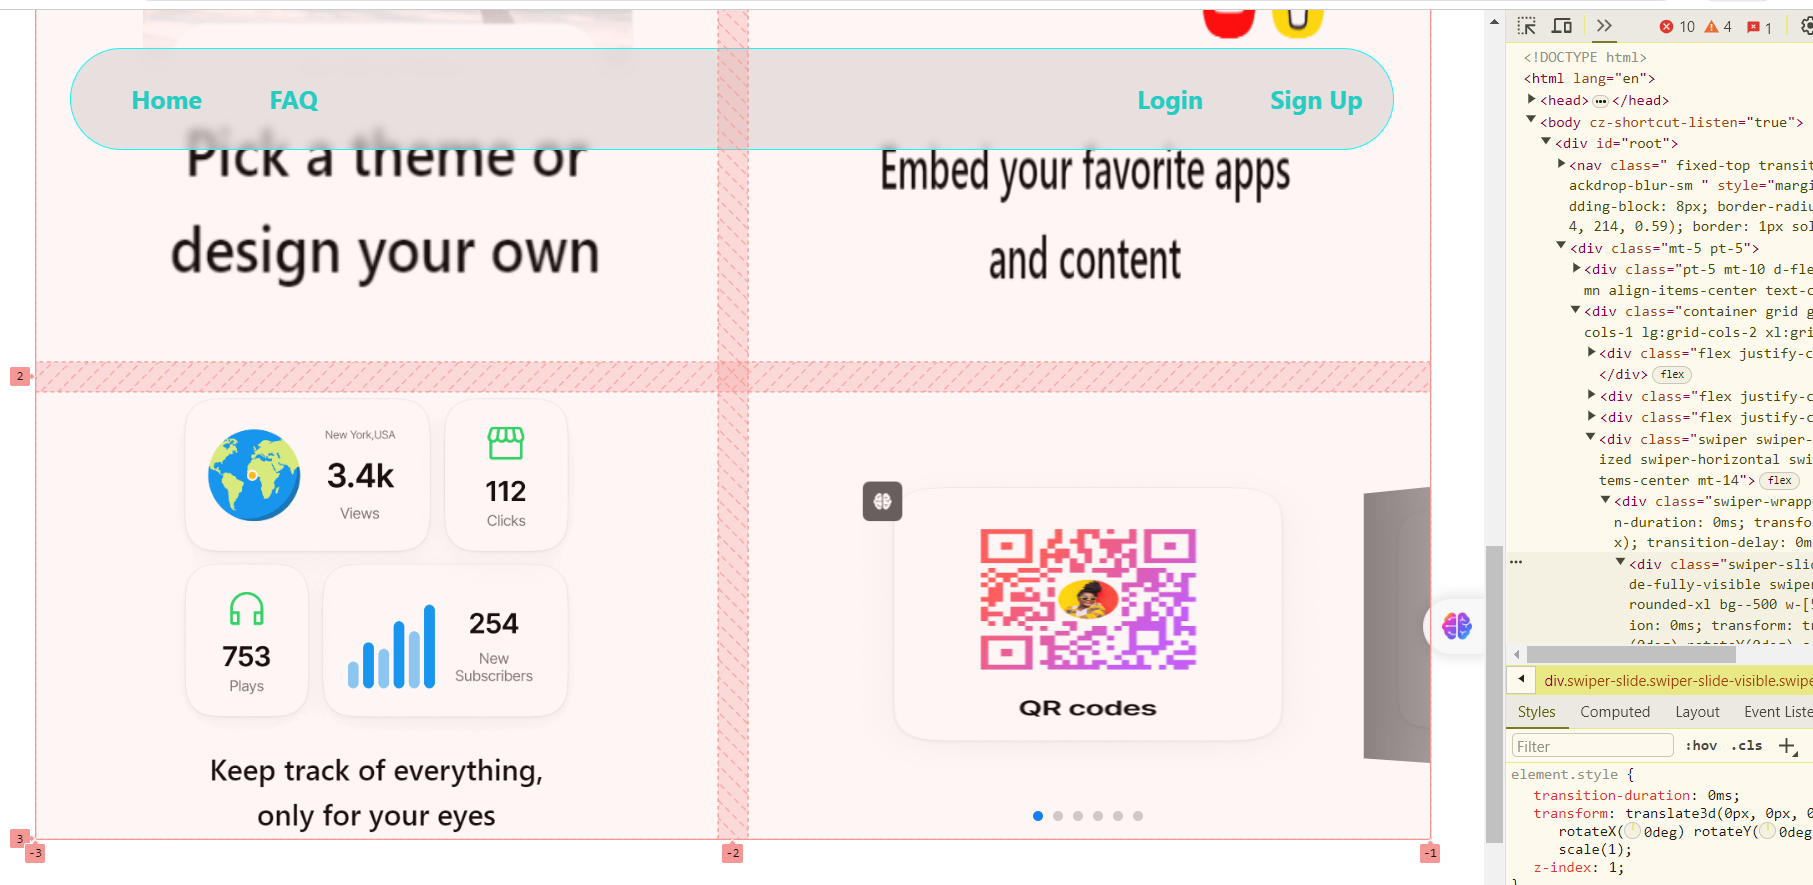 Home FAQ Login Sign Up
Pick a theme or
design your own
Embed your favorite apps
and content
2
New York,USA
3.4k
Views
112
Clicks
753
Plays
254
New
Subscribers
Keep track of everything,
only for your eyes
QR codes
3
-3
-2
-1
10 4 1
<!DOCTYPE html>
<html lang="en">
<head> ••• </head>
<body cz-shortcut-listen="true">
<div id="root">
<nav class=" fixed-top transit
ackdrop-blur-sm " style="margi
dding-block: 8px; border-radiu
4, 214, 0.59); border: 1px sol
<div class="mt-5 pt-5">
<div class="pt-5 mt-10 d-fle
mn align-items-center text-c
<div class="container grid g
cols-1 lg:grid-cols-2 xl:gri
<div class="flex justify-c
</div> flex
<div class="flex justify-c
<div class="flex justify-c
<div class="swiper swiper-
ized swiper-horizontal swi
tems-center mt-14"> flex
<div class="swiper-wrapp
n-duration: 0ms; transfo
x); transition-delay: 0m
<div class="swiper-slid
de-fully-visible swiper
rounded-xl bg--500 w-[5
ion: 0ms; transform: tr
(0deg) rotateY(0deg) s
div.swiper-slide.swiper-slide-visible.swipe
Styles Computed Layout Event Liste
Filter :hov .cls
element.style {
transition-duration: 0ms;
transform: translate3d(0px, 0px, 0
rotateX( 0deg) rotateY( 0deg
scale(1);
z-index: 1;
}